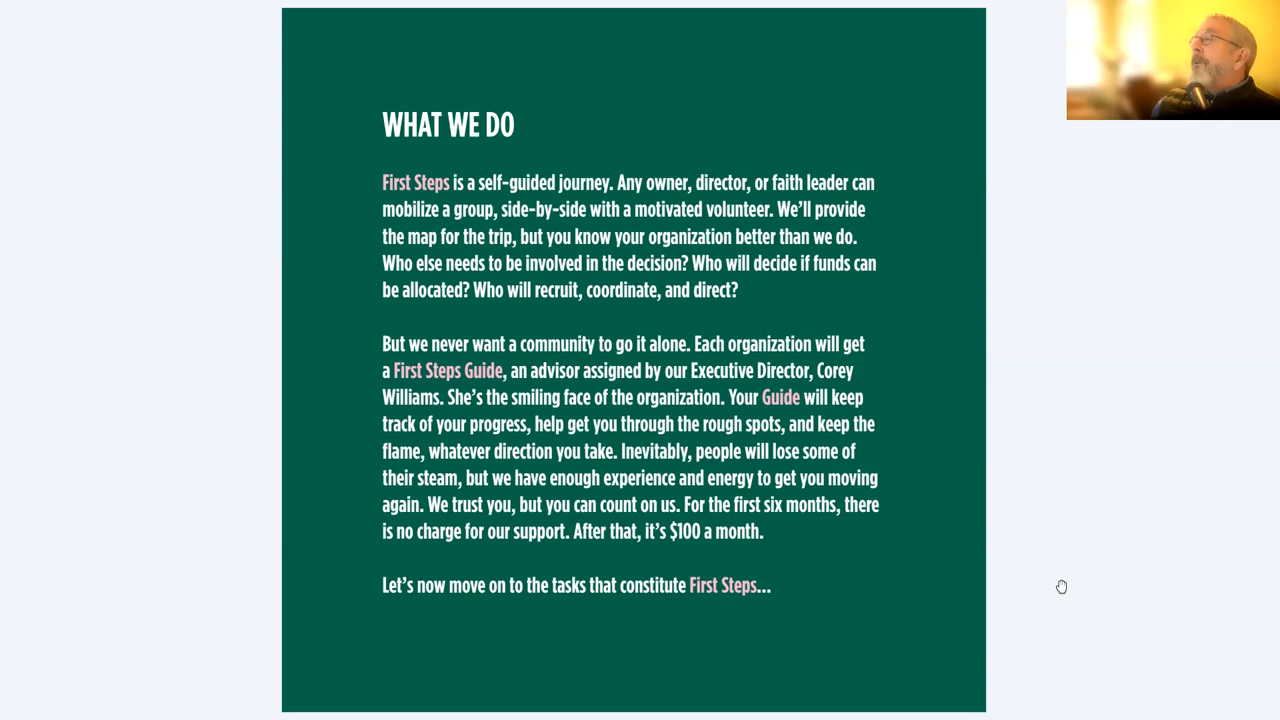 WHAT WE DO
First Steps is a self-guided journey. Any owner, director, or faith leader can
mobilize a group, side-by-side with a motivated volunteer. We’ll provide
the map for the trip, but you know your organization better than we do.
Who else needs to be involved in the decision? Who will decide if funds can
be allocated? Who will recruit, coordinate, and direct?
But we never want a community to go it alone. Each organization will get
a First Steps Guide, an advisor assigned by our Executive Director, Corey
Williams. She’s the smiling face of the organization. Your Guide will keep
track of your progress, help get you through the rough spots, and keep the
flame, whatever direction you take. Inevitably, people will lose some of
their steam, but we have enough experience and energy to get you moving
again. We trust you, but you can count on us. For the first six months, there
is no charge for our support. After that, it’s $100 a month.
Let’s now move on to the tasks that constitute First Steps...